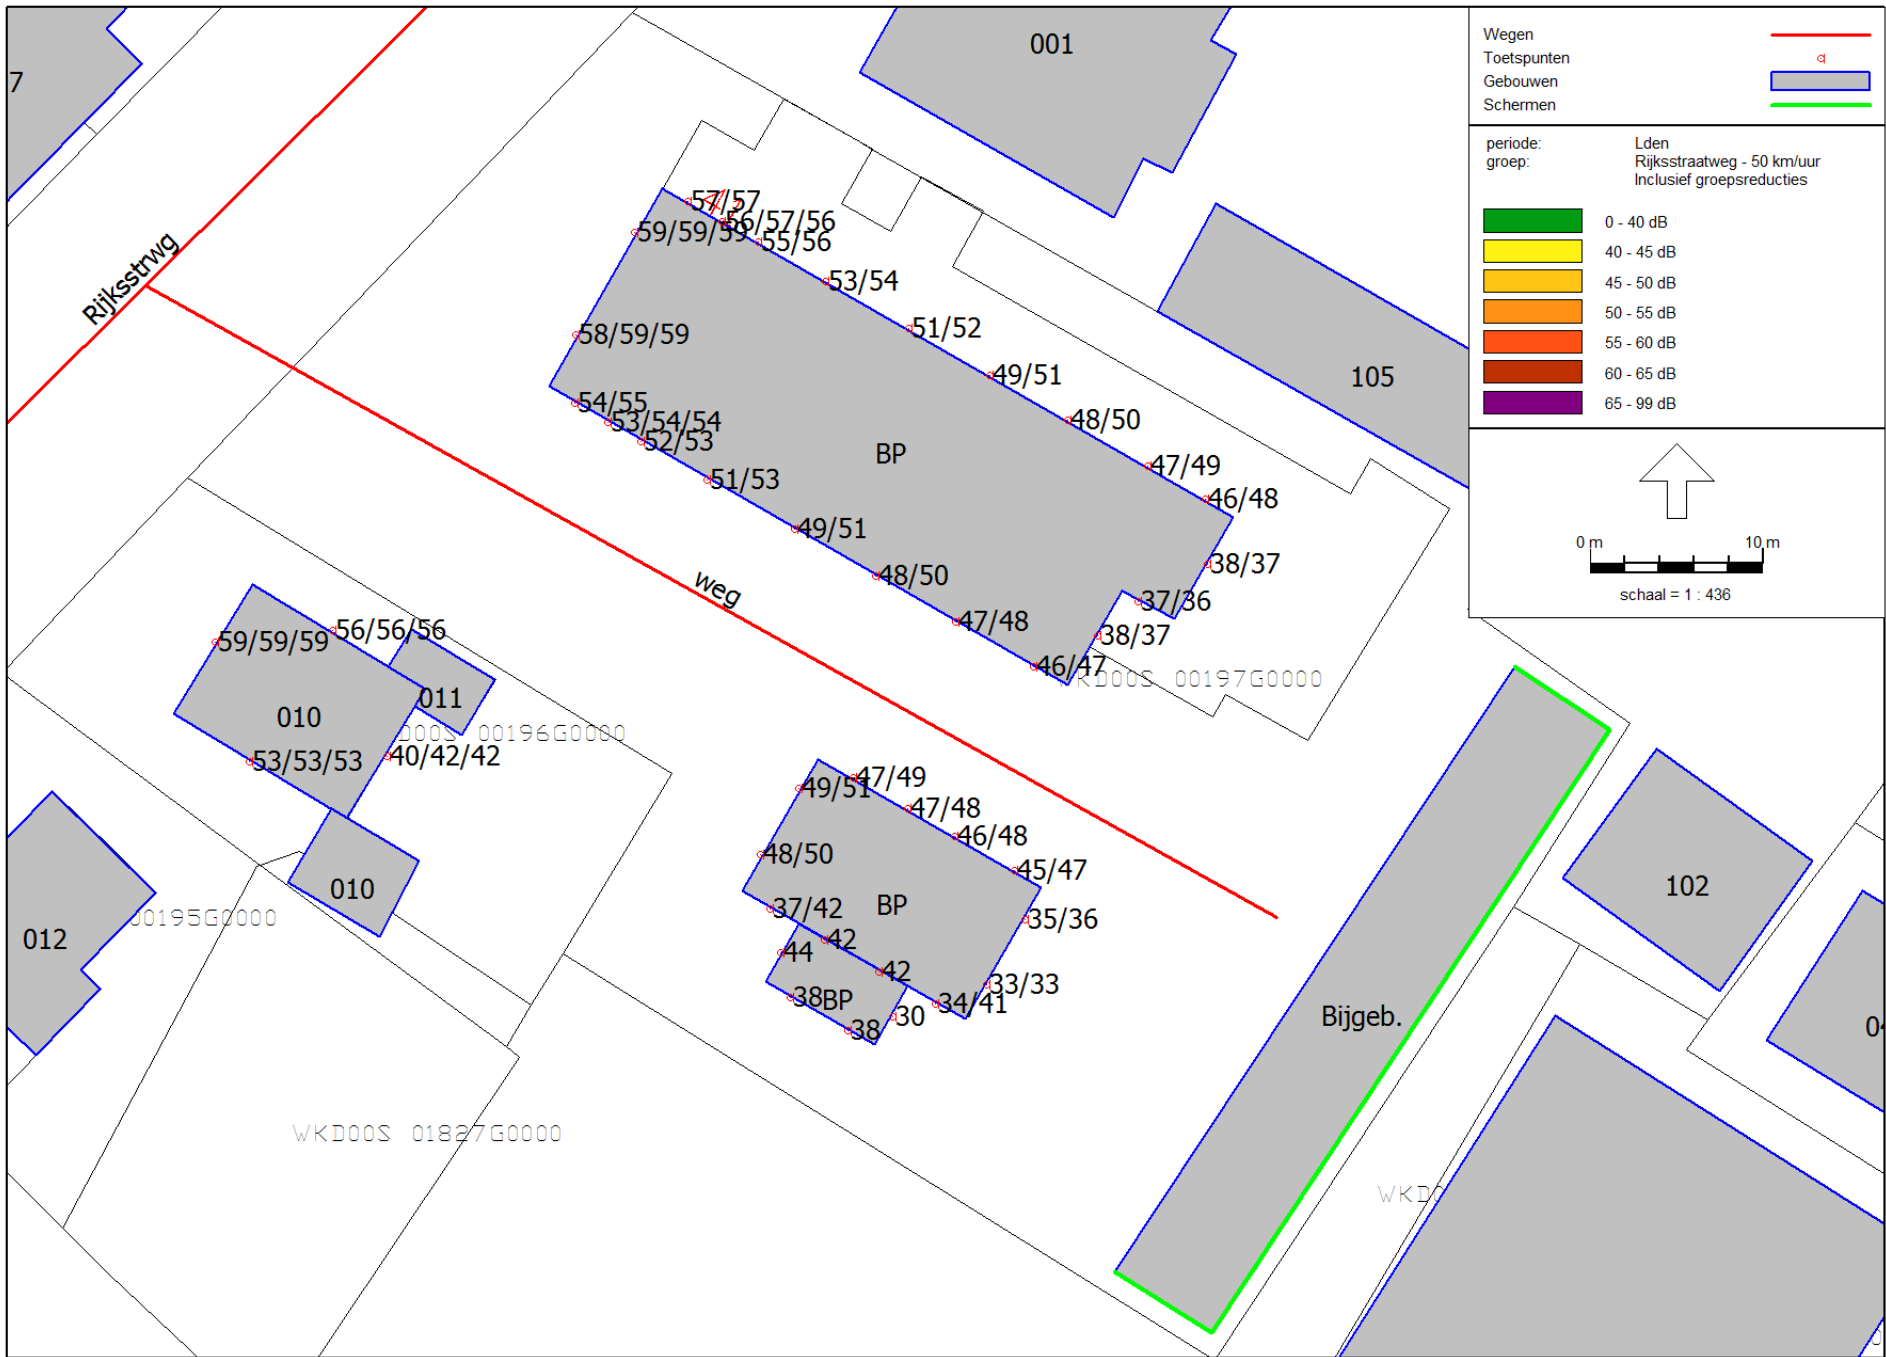 Wegen
Toetspunten
Gebouwen
Schermen
periode: Lden
groep: Rijksstraatweg - 50 km/uur
Inclusief groepsreducties
0 - 40 dB
40 - 45 dB
45 - 50 dB
50 - 55 dB
55 - 60 dB
60 - 65 dB
65 - 99 dB
0 m 10 m
schaal = 1 : 436
001
7
57/57
56/57/56
59/59/59
55/56
Rijksstrwg
53/54
51/52
58/59/59
49/51
105
54/55
53/54/54
48/50
52/53
BP
47/49
51/53
46/48
49/51
38/37
48/50
weg
37/36
47/48
38/37
59/59/59
56/56/56
46/47
WKD00S 00197G0000
011
010
D00S 00196G0000
53/53/53
40/42/42
47/49
49/51
47/48
46/48
48/50
45/47
010
102
BP
37/42
35/36
00195G0000
012
42
44
42
33/33
38
BP
34/41
30
38
Bijgeb.
04
WKD00S 01827G0000
WKD0